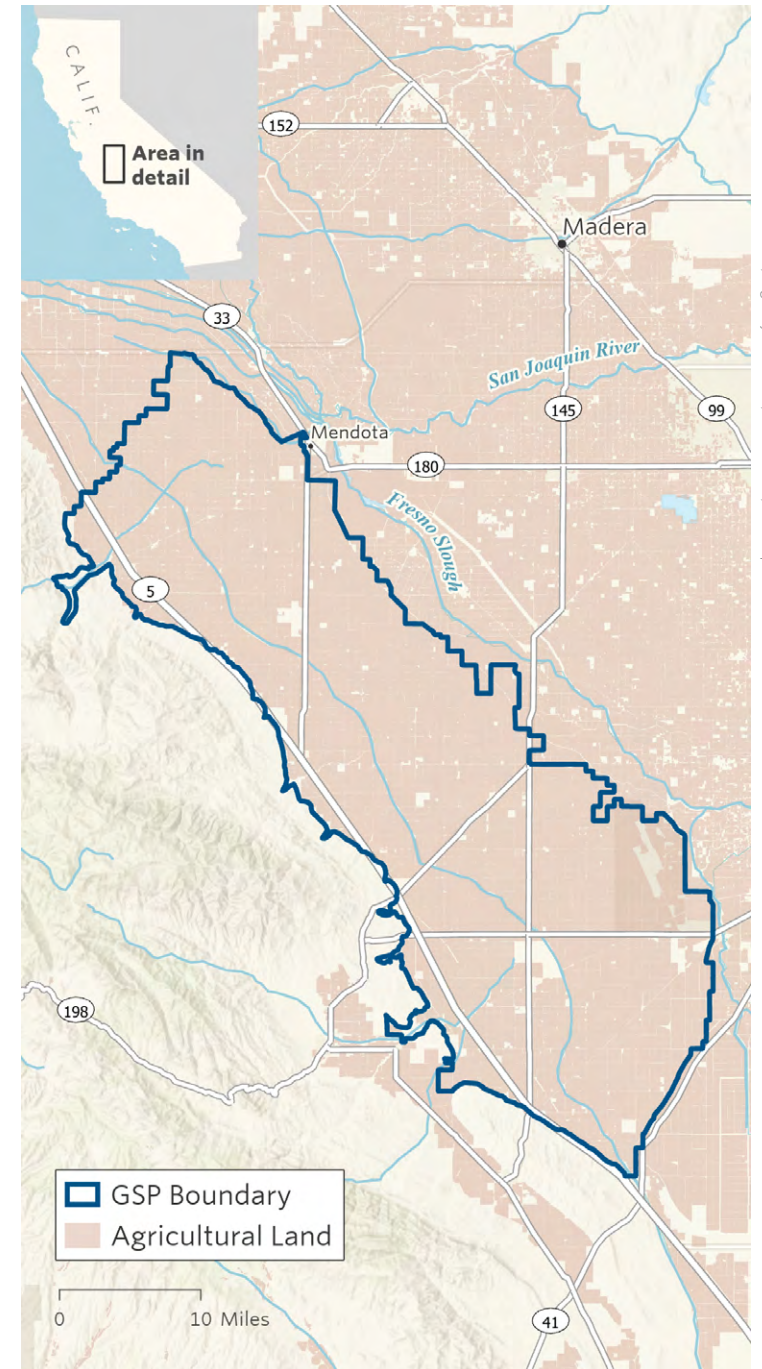 CALIF.
Area in
detail
152
Madera
33
San Joaquin River
145
99
Mendota
180
Fresno Slough
5
198
GSP Boundary
Agricultural Land
0
10 Miles
41